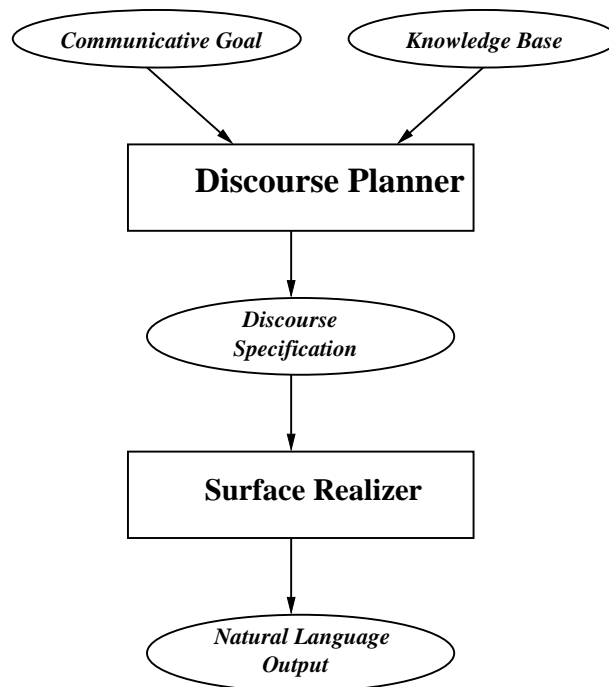 Communicative Goal
Knowledge Base
Discourse Planner
Discourse
Specification
Surface Realizer
Natural Language
Output